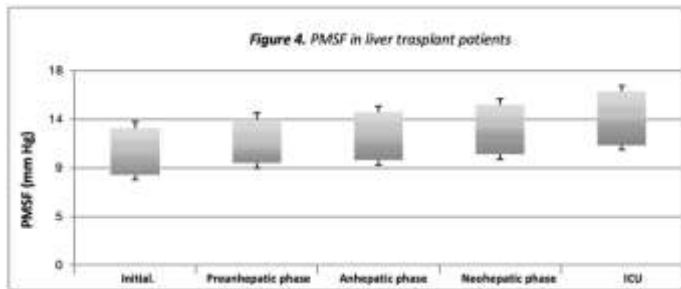 Figure 4. PMSF in liver trasplant patients
18
14
9
5
0
PMSF (mm Hg)
Initial.
Preanhepatic phase
Anhepatic phase
Neohepatic phase
ICU